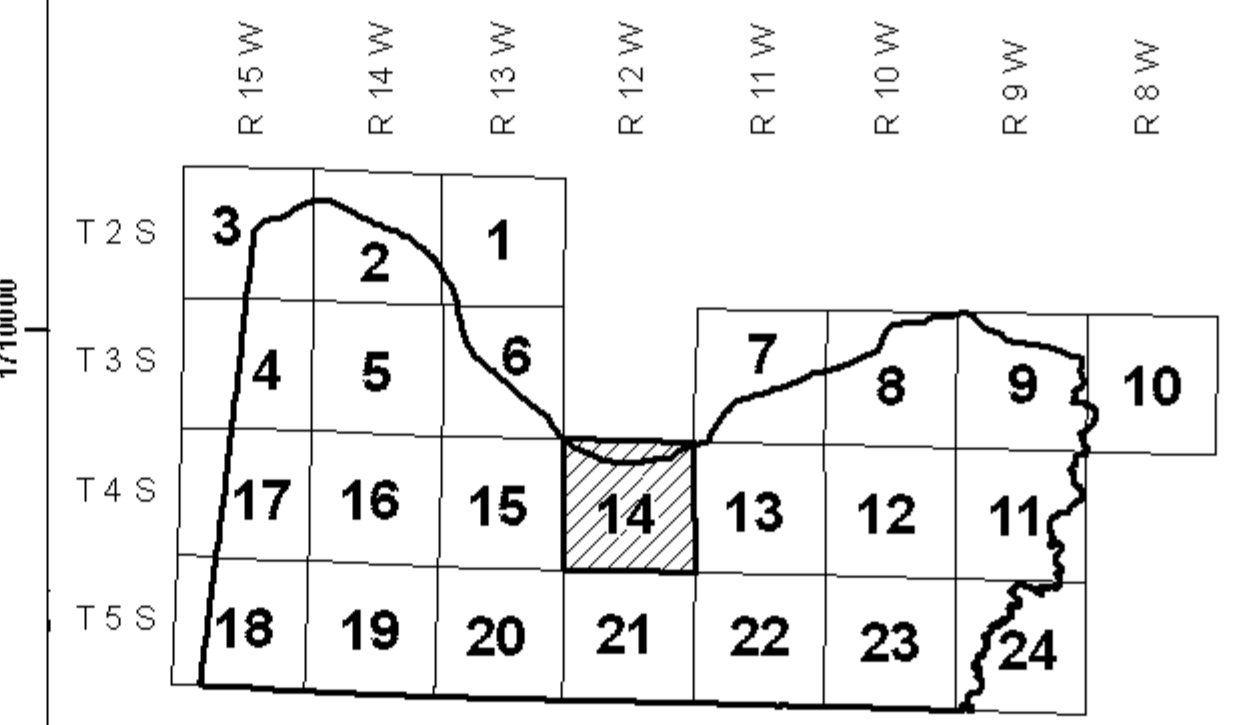 R 15 W R 14 W R 13 W R 12 W R 11 W R 10 W R 9 W R 8 W
T 2 S 3 2 1
1710000
T 3 S 4 5 6 7 8 9 10
T 4 S 17 16 15 14 13 12 11
T 5 S 18 19 20 21 22 23 24